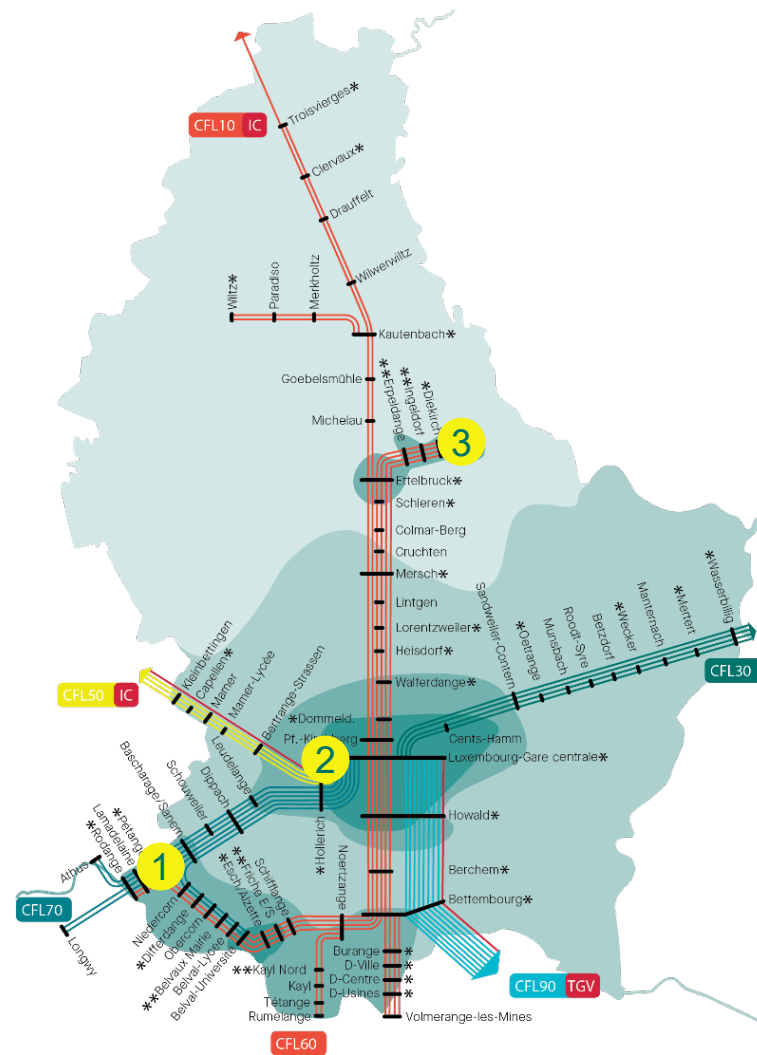 Troisvierges*
CFL10 IC
Clervaux*
Drauffelt
Wilwerwiltz
Wiltz*
Paradiso
Merkholtz
Kautenbach*
Goebelsmühle
Michelau
**Erpeldange
**Ingeldorf
*Diekirch
3
Ettelbruck*
Schieren*
Colmar-Berg
Cruchten
Mersch*
Lintgen
Lorentzweiler*
Heisdorf*
Walferdange*
*Dommeld.
Cents-Hamm
Luxembourg-Gare centrale*
Sandweiler-Contern
*Oetrange
Munsbach
Roodt-Syre
Betzdorf
*Wecker
Manternach
*Mertert
*Wasserbillig
CFL30
Kleinbettingen
Capellen*
Mamer
Mamer-Lycée
Bertrange-Strassen
CFL50 IC
2
Howald*
*Hollerich
Leudelange
Dippach
Schouweiler
Bascharage/Sanem
Lamadelaine
*Rodange
1
Athus
CFL70
Longwy
Niedercorn
*Differdange
Obercorn
**Belvaux Mairie
Belval-Lycée
Belval-Université
*Esch/Alzette
**Friche E/S
Schifflange
Noertzange
Berchem*
Bettembourg*
**Kayl Nord
Kayl
Tétange
Rumelange
CFL60
Burange *
D-Ville *
D-Centre *
D-Usines *
Volmerange-les-Mines
CFL90 TGV